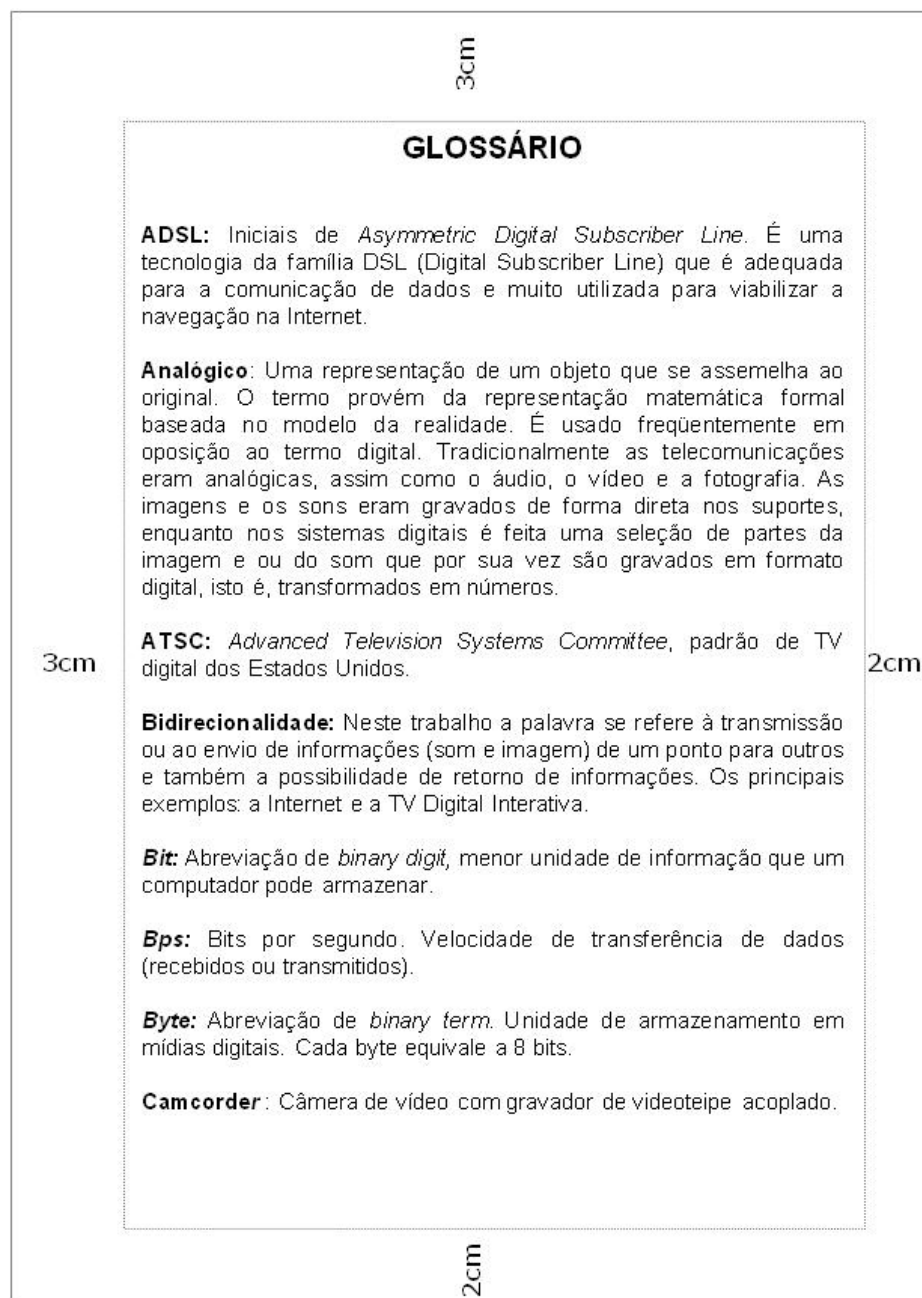 3cm
GLOSSÁRIO
ADSL: Iniciais de Asymmetric Digital Subscriber Line. É uma
tecnologia da família DSL (Digital Subscriber Line) que é adequada
para a comunicação de dados e muito utilizada para viabilizar a
navegação na Internet.
Analógico: Uma representação de um objeto que se assemelha ao
original. O termo provém da representação matemática formal
baseada no modelo da realidade. É usado freqüentemente em
oposição ao termo digital. Tradicionalmente as telecomunicações
eram analógicas, assim como o áudio, o vídeo e a fotografia. As
imagens e os sons eram gravados de forma direta nos suportes,
enquanto nos sistemas digitais é feita uma seleção de partes da
imagem e ou do som que por sua vez são gravados em formato
digital, isto é, transformados em números.
ATSC: Advanced Television Systems Committee, padrão de TV
digital dos Estados Unidos.
3cm
2cm
Bidirecionalidade: Neste trabalho a palavra se refere à transmissão
ou ao envio de informações (som e imagem) de um ponto para outros
e também a possibilidade de retorno de informações. Os principais
exemplos: a Internet e a TV Digital Interativa.
Bit: Abreviação de binary digit, menor unidade de informação que um
computador pode armazenar.
Bps: Bits por segundo. Velocidade de transferência de dados
(recebidos ou transmitidos).
Byte: Abreviação de binary term. Unidade de armazenamento em
mídias digitais. Cada byte equivale a 8 bits.
Camcorder : Câmera de vídeo com gravador de videoteipe acoplado.
2cm